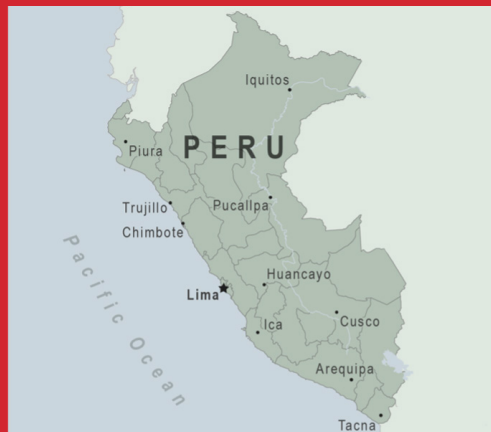 Iquitos
PERU
Piura
Trujillo
Pucallpa
Chimbote
Pacific Ocean
Huancayo
Lima
Ica
Cusco
Arequipa
Tacna